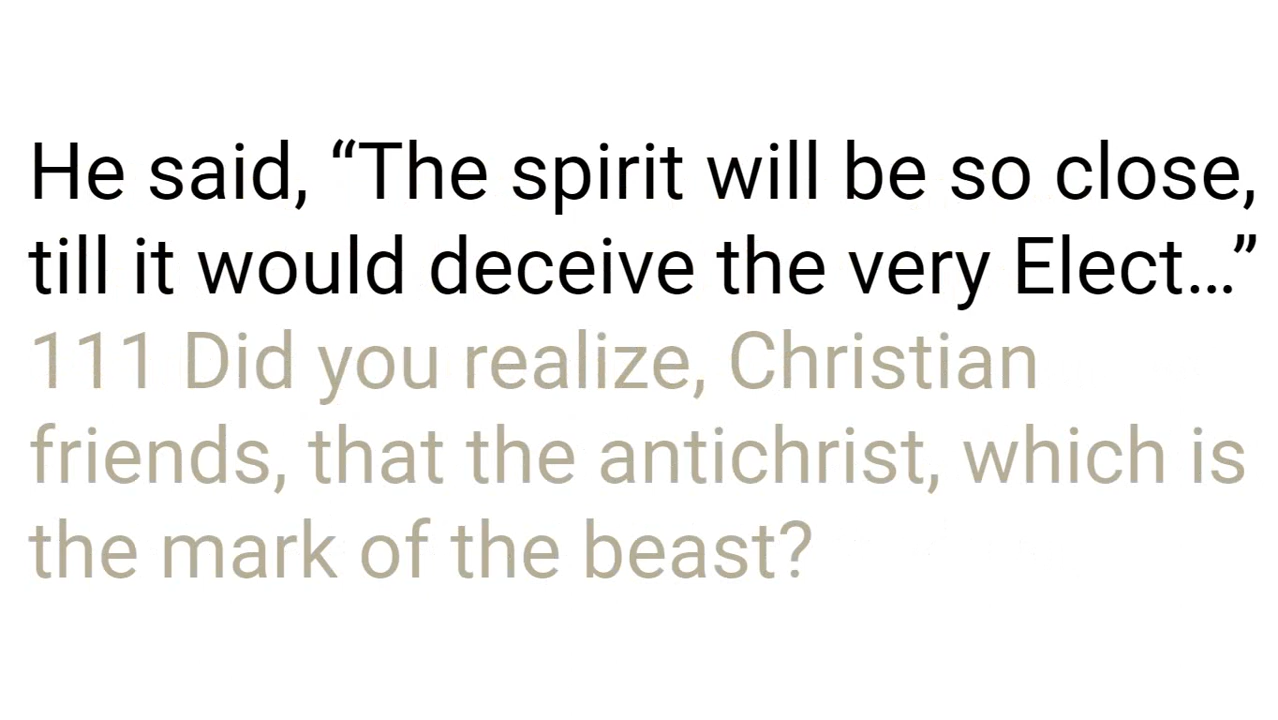 He said, “The spirit will be so close,
till it would deceive the very Elect...”
111 Did you realize, Christian
friends, that the antichrist, which is
the mark of the beast?